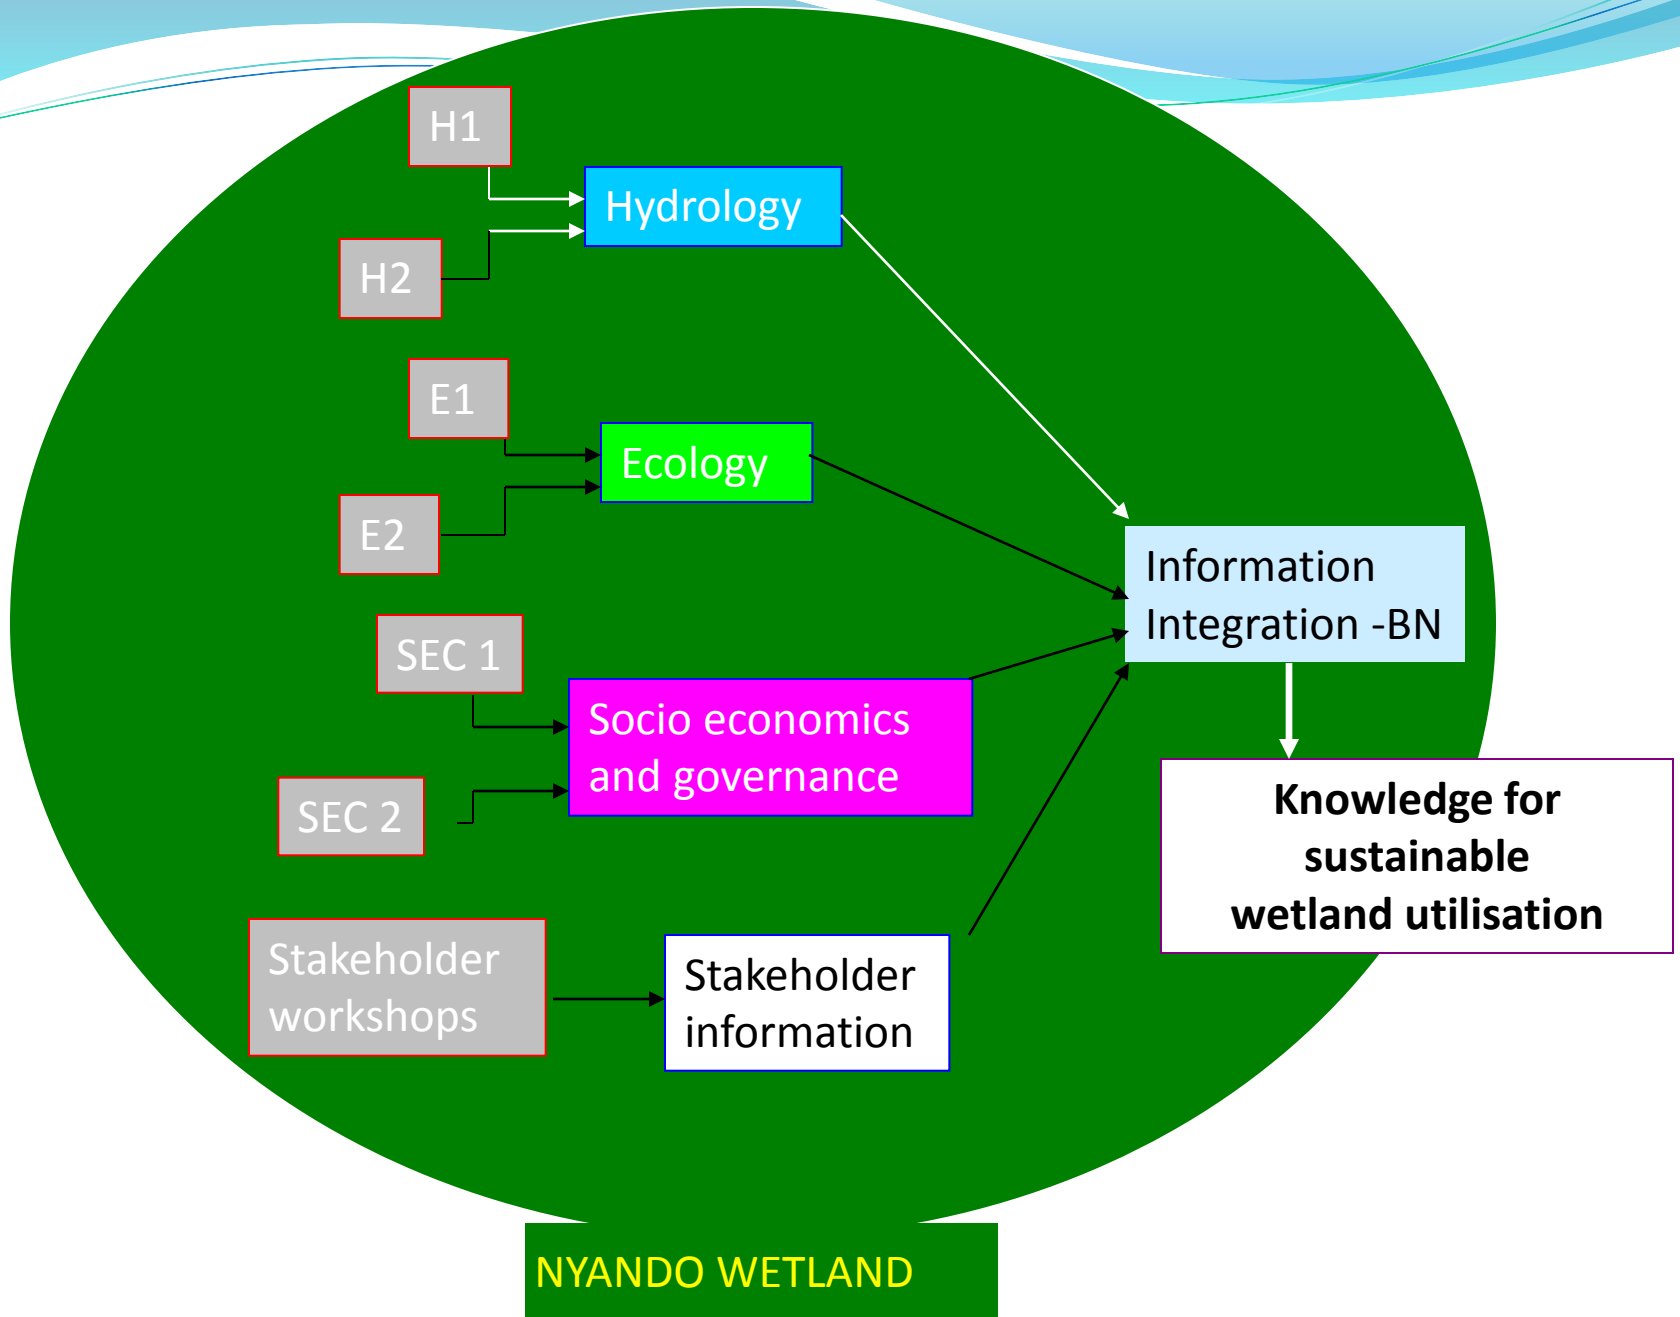 H1
Hydrology
H2
E1
Ecology
E2
Information
Integration -BN
SEC 1
Socio economics
and governance
SEC 2
Knowledge for
sustainable
wetland utilisation
Stakeholder
workshops
Stakeholder
information
NYANDO WETLAND